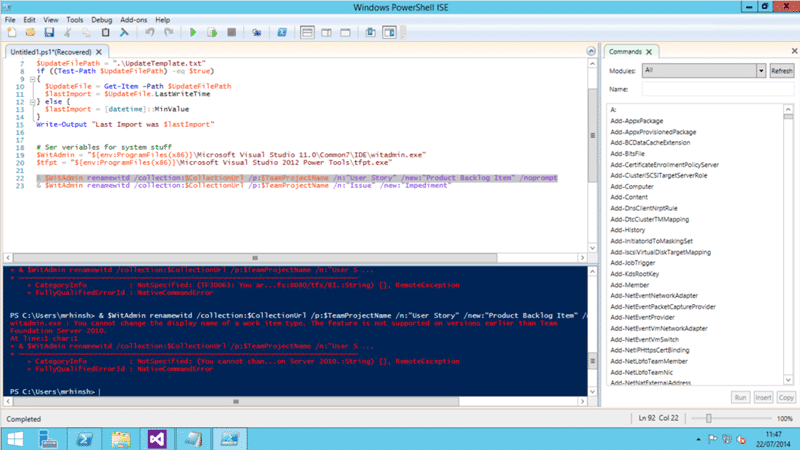 Windows PowerShell ISE
File Edit View Tools Debug Add-ons Help
Untitled1.ps1*(Recovered) X
7 $UpdateFilePath = ".\UpdateTemplate.txt"
8 if ((Test-Path $UpdateFilePath) -eq $true)
9 {
10 $UpdateFile = Get-Item -Path $UpdateFilePath
11 $lastImport = $UpdateFile.LastWriteTime
12 } else {
13 $lastImport = [datetime]::MinValue
14 }
15 Write-Output "Last Import was $lastImport"
16
17
18 # Ser veriables for system stuff
19 $WitAdmin = "${env:ProgramFiles(x86)}\Microsoft Visual Studio 11.0\Common7\IDE\witadmin.exe"
20 $tfpt = "${env:ProgramFiles(x86)}\Microsoft Visual Studio 2012 Power Tools\tfpt.exe"
21
22 & $WitAdmin renamewitd /collection:$CollectionUrl /p:$TeamProjectName /n:"User Story" /new:"Product Backlog Item" /noprompt
23 & $WitAdmin renamewitd /collection:$CollectionUrl /p:$TeamProjectName /n:"Issue" /new:"Impediment"
+ & $WitAdmin renamewitd /collection:$CollectionUrl /p:$TeamProjectName /n:"User S ...
+ CategoryInfo : NotSpecified: (TF30063: You ar...fs:8080/tfs/81.:String) [], RemoteException
+ FullyQualifiedErrorId : NativeCommandError
PS C:\Users\mrhinsh> & $WitAdmin renamewitd /collection:$CollectionUrl /p:$TeamProjectName /n:"User Story" /new:"Product Backlog Item" /
witadmin.exe : You cannot change the display name of a work item type. The feature is not supported on versions earlier than Team
Foundation Server 2010.
At line:1 char:1
+ & $WitAdmin renamewitd /collection:$CollectionUrl /p:$TeamProjectName /n:"User S ...
+ CategoryInfo : NotSpecified: (You cannot chan...on Server 2010.:String) [], RemoteException
+ FullyQualifiedErrorId : NativeCommandError
PS C:\Users\mrhinsh>
Commands X
Modules: All Refresh
Name:
A:
Add-AppxPackage
Add-AppxProvisionedPackage
Add-BCDataCacheExtension
Add-BitsFile
Add-CertificateEnrollmentPolicyServer
Add-ClusteriSCSITargetServerRole
Add-Computer
Add-Content
Add-DnsClientNrptRule
Add-DtcClusterTMMapping
Add-History
Add-InitiatorIdToMaskingSet
Add-IscsiVirtualDiskTargetMapping
Add-JobTrigger
Add-KdsRootKey
Add-Member
Add-NetEventNetworkAdapter
Add-NetEventPacketCaptureProvider
Add-NetEventProvider
Add-NetEventVmNetworkAdapter
Add-NetEventVmSwitch
Add-NetIPHttpsCertBinding
Add-NetLbfoTeamMember
Add-NetLbfoTeamNic
Add-NetNatExternalAddress
Run Insert Copy
Completed
Ln 92 Col 22
100%
11:47
22/07/2014